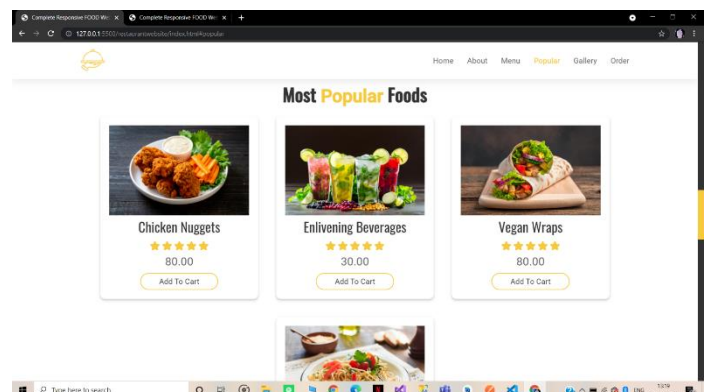 Complete Responsive FOOD We
Complete Responsive FOOD We
127.0.0.1:5502/restaurantwebsite/index.html#popular
Home About Menu Popular Gallery Order
Most Popular Foods
Chicken Nuggets
80.00
Add To Cart
Enlivening Beverages
30.00
Add To Cart
Vegan Wraps
80.00
Add To Cart
Type here to search
ENG